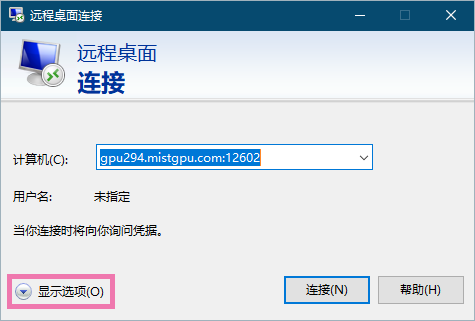 远程桌面连接
远程桌面
连接
计算机(C):
gpu294.mistgpu.com:12602
用户名:
未指定
当你连接时将向你询问凭据。
显示选项(O)
连接(N)
帮助(H)